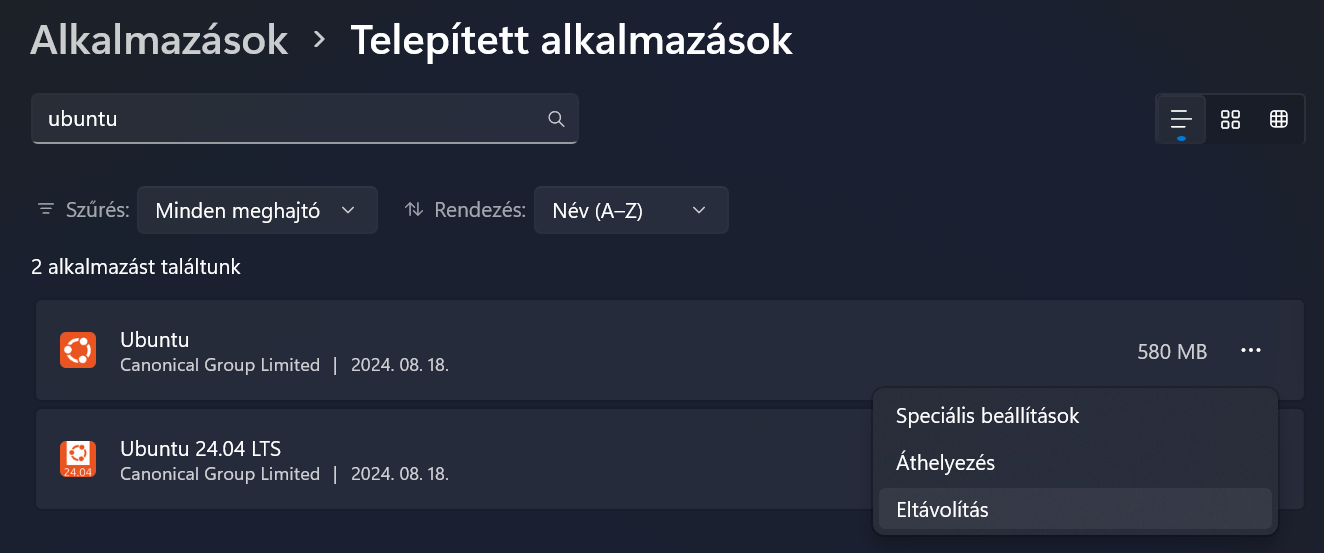 Alkalmazások > Telepített alkalmazások
ubuntu
Szűrés: Minden meghajtó Rendezés: Név (A–Z)
2 alkalmazást találtunk
Ubuntu
Canonical Group Limited | 2024. 08. 18.
580 MB
24.04
Ubuntu 24.04 LTS
Canonical Group Limited | 2024. 08. 18.
Speciális beállítások
Áthelyezés
Eltávolítás